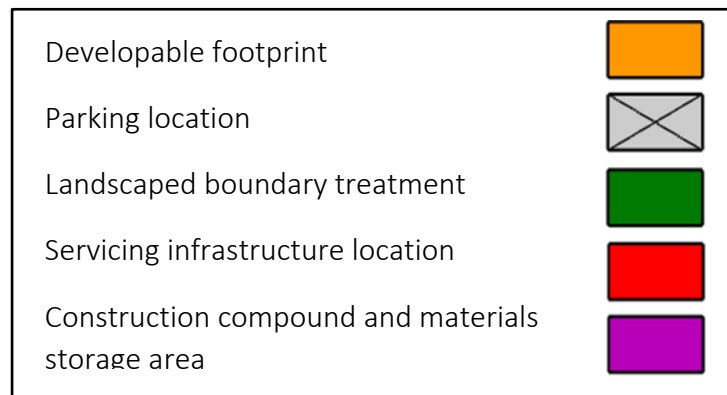 Developable footprint
Parking location
Landscaped boundary treatment
Servicing infrastructure location
Construction compound and materials
storage area